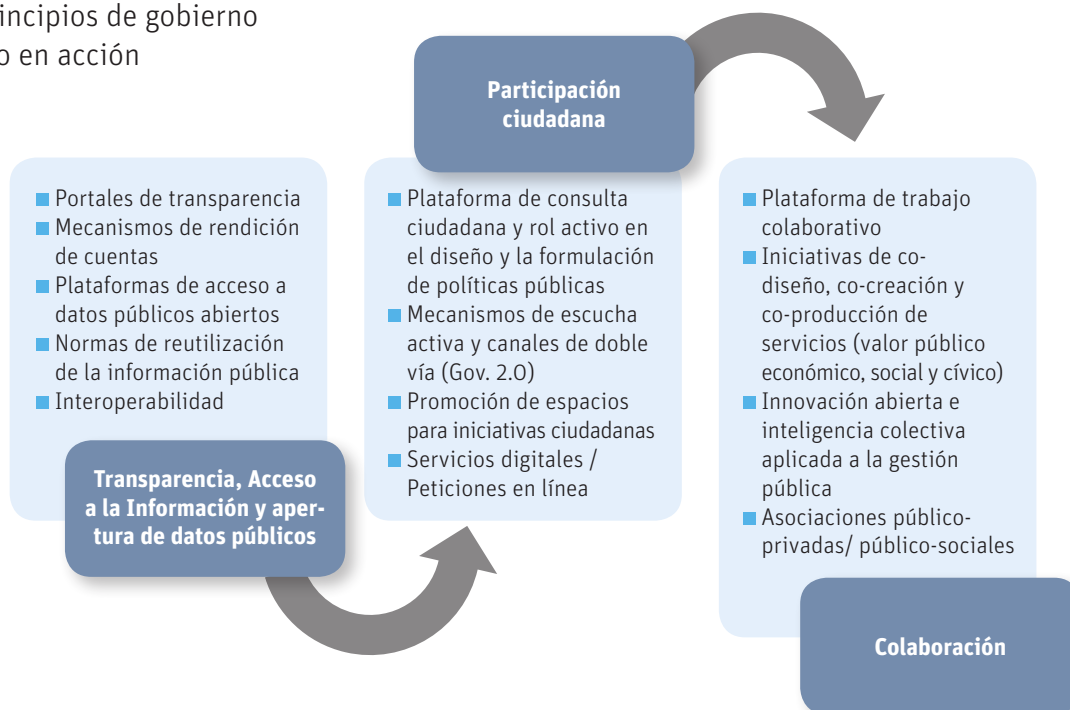 incipios de gobierno
o en acción
■ Portales de transparencia
■ Mecanismos de rendición
de cuentas
■ Plataformas de acceso a
datos públicos abiertos
■ Normas de reutilización
de la información pública
■ Interoperabilidad
Transparencia, Acceso
a la Información y aper-
tura de datos públicos
Participación
ciudadana
■ Plataforma de consulta
ciudadana y rol activo en
el diseño y la formulación
de políticas públicas
■ Mecanismos de escucha
activa y canales de doble
vía (Gov. 2.0)
■ Promoción de espacios
para iniciativas ciudadanas
■ Servicios digitales /
Peticiones en línea
■ Plataforma de trabajo
colaborativo
■ Iniciativas de co-
diseño, co-creación y
co-producción de
servicios (valor público
económico, social y cívico)
■ Innovación abierta e
inteligencia colectiva
aplicada a la gestión
pública
■ Asociaciones público-
privadas/ público-sociales
Colaboración